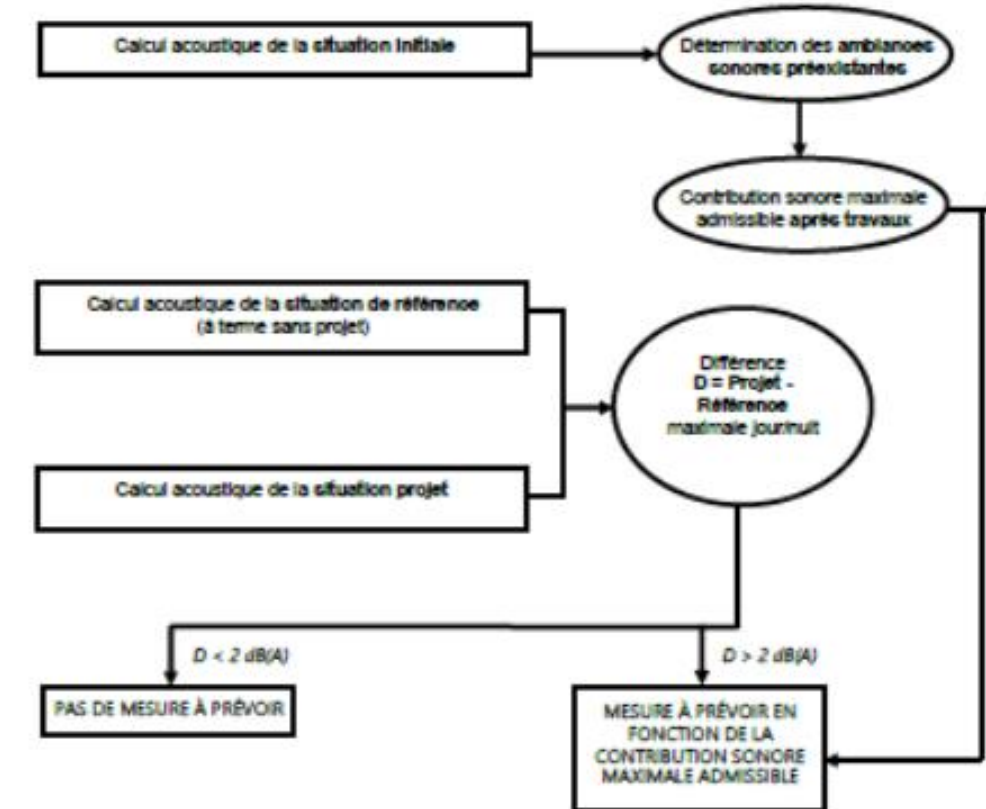 Calcul acoustique de la situation initiale
Détermination des ambiances
sonores préexistantes
Contribution sonore maximale
admissible après travaux
Calcul acoustique de la situation de référence
(à terme sans projet)
Différence
D = Projet -
Référence
maximale jour/nuit
Calcul acoustique de la situation projet
D < 2 dB(A)
D > 2 dB(A)
PAS DE MESURE À PRÉVOIR
MESURE À PRÉVOIR EN
FONCTION DE LA
CONTRIBUTION SONORE
MAXIMALE ADMISSIBLE